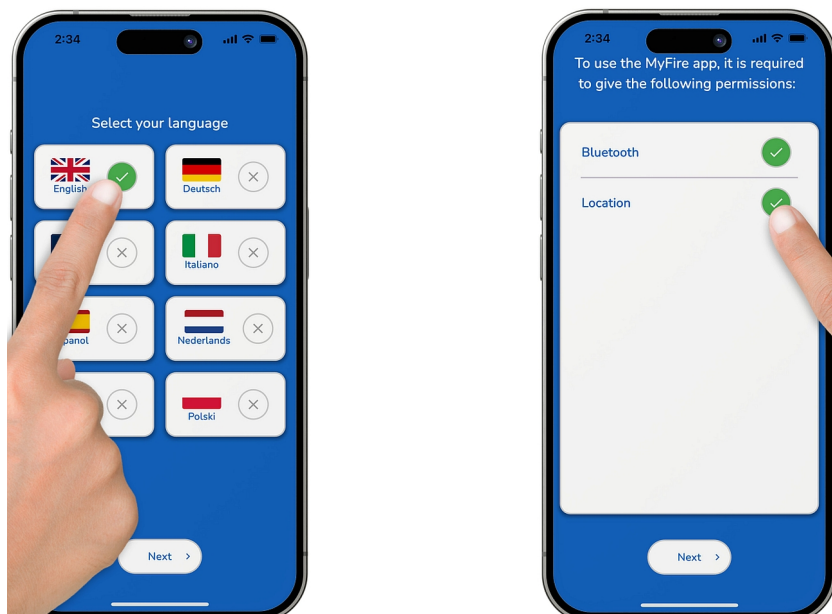 2:34
Select your language
English
Deutsch
Italiano
Nederlands
Polski
Next
2:34
To use the MyFire app, it is required
to give the following permissions:
Bluetooth
Location
Next